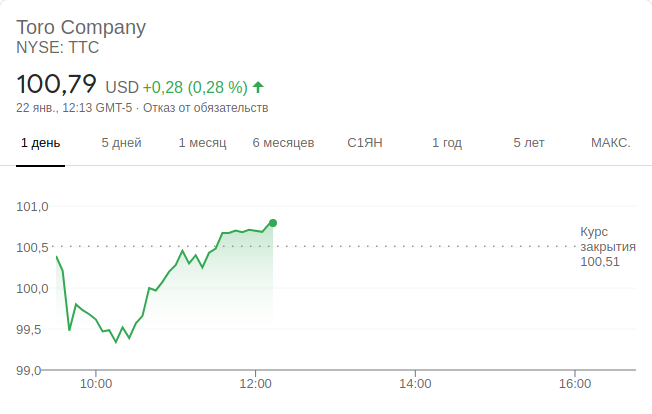 Toro Company
NYSE: TTC
100,79 USD +0,28 (0,28 %)
22 янв., 12:13 GMT-5 · Отказ от обязательств
1 день 5 дней 1 месяц 6 месяцев С1ЯН 1 год 5 лет МАКС.
101,0
100,5
100,0
99,5
99,0
Курс
закрытия
100,51
10:00 12:00 14:00 16:00